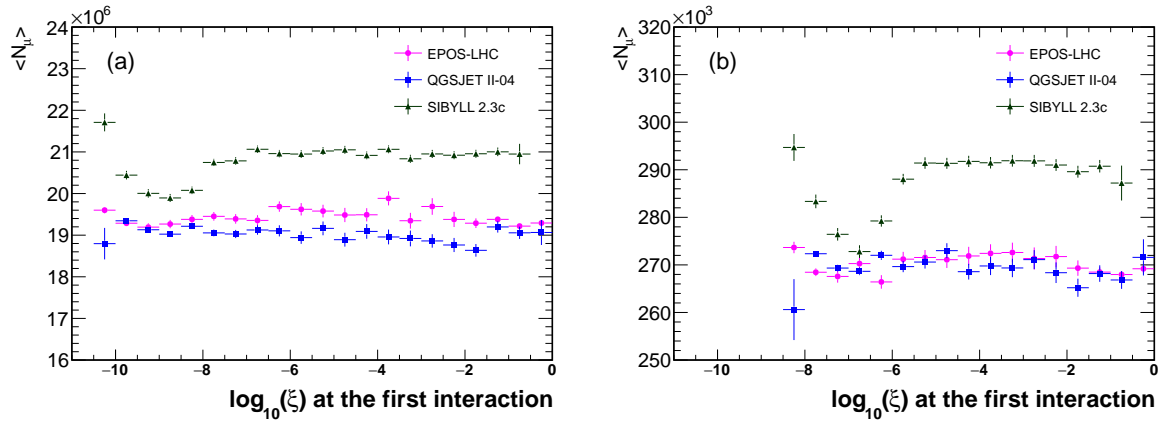 ×10⁶
<N_μ>
24
23
22
21
20
19
18
17
16
(a)
EPOS-LHC
QGSJET II-04
SIBYLL 2.3c
−10 −8 −6 −4 −2 0
log₁₀(ξ) at the first interaction
×10³
<N_μ>
320
310
300
290
280
270
260
250
(b)
EPOS-LHC
QGSJET II-04
SIBYLL 2.3c
−10 −8 −6 −4 −2 0
log₁₀(ξ) at the first interaction